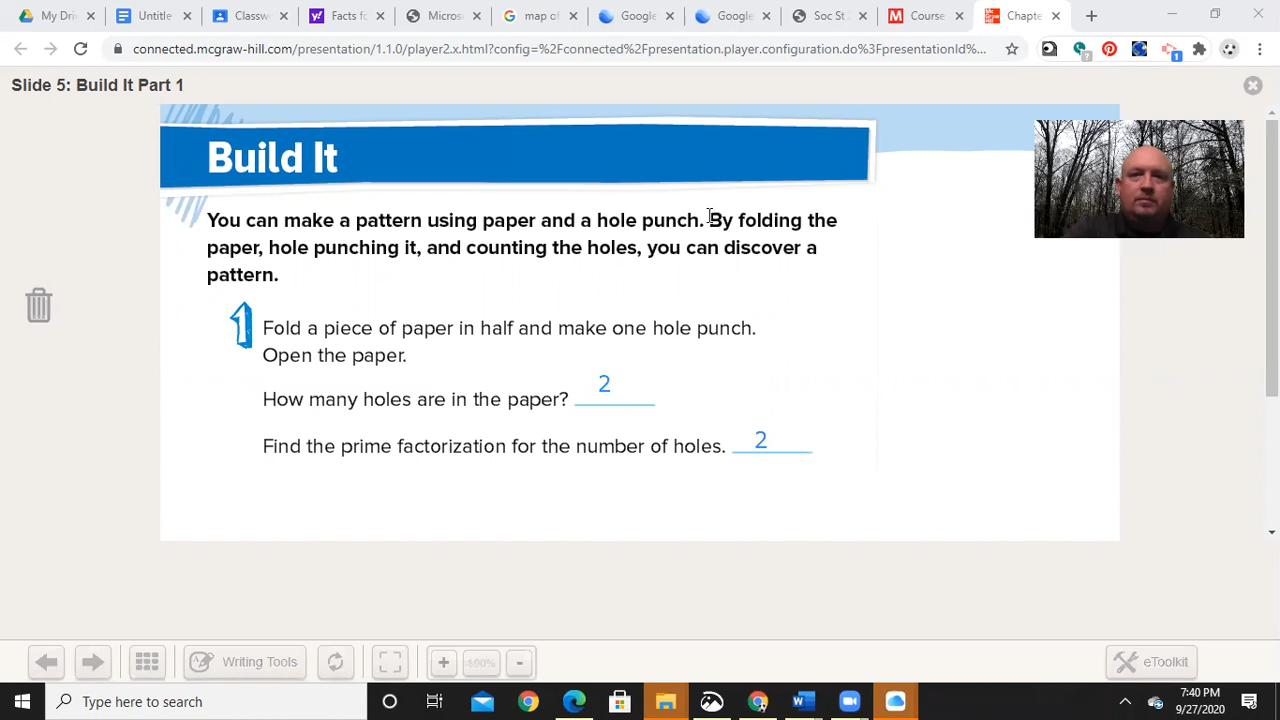 My Dri
Untitle
Classw
Facts fo
Micros
map of
Google
Google
Soc St 2
Course
Chapte
connected.mcgraw-hill.com/presentation/1.1.0/player2.x.html?config=%2Fconnected%2Fpresentation.player.configuration.do%3FpresentationId%...
Slide 5: Build It Part 1
Build It
You can make a pattern using paper and a hole punch. By folding the
paper, hole punching it, and counting the holes, you can discover a
pattern.
1 Fold a piece of paper in half and make one hole punch.
Open the paper.
How many holes are in the paper? 2
Find the prime factorization for the number of holes. 2
Writing Tools
100%
eToolkit
Type here to search
7:40 PM
9/27/2020